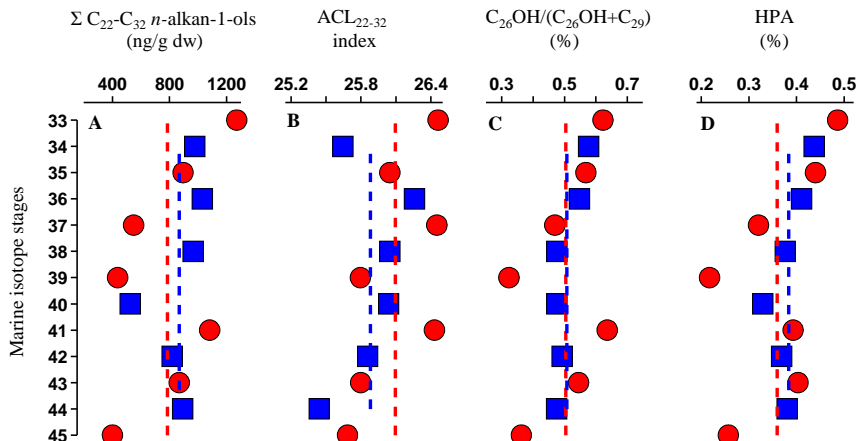 Σ C₂₂-C₃₂ n-alkan-1-ols
(ng/g dw)
ACL₂₂₋₃₂
index
C₂₆OH/(C₂₆OH+C₂₉)
(%)
HPA
(%)
400 800 1200
25.2 25.8 26.4
0.3 0.5 0.7
0.2 0.3 0.4 0.5
A
B
C
D
Marine isotope stages
33
34
35
36
37
38
39
40
41
42
43
44
45